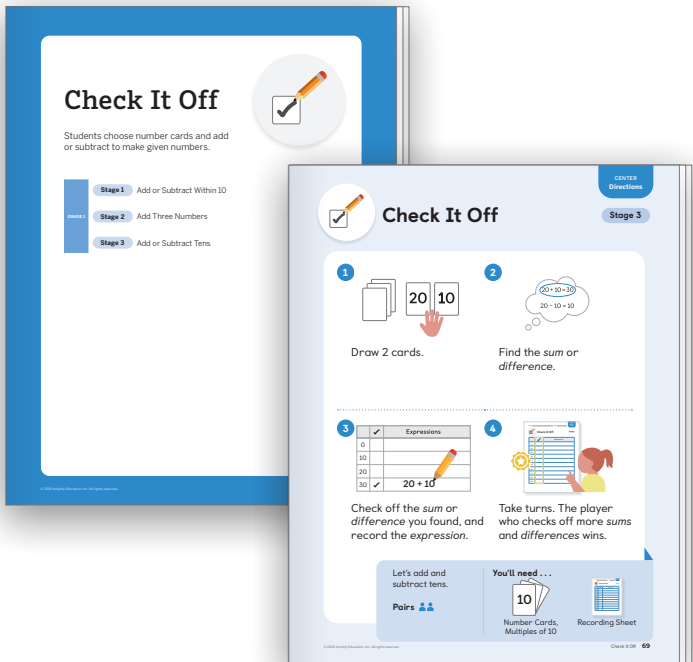 Check It Off
Students choose number cards and add
or subtract to make given numbers.
GRADE 1
Stage 1 Add or Subtract Within 10
Stage 2 Add Three Numbers
Stage 3 Add or Subtract Tens
CENTER
Directions
Check It Off
Stage 3
1
20 10
Draw 2 cards.
2
20 + 10 = 30
20 − 10 = 10
Find the sum or
difference.
3
✓ Expressions
0
10
20
30 ✓ 20 + 10
Check off the sum or
difference you found, and
record the expression.
4
Check It Off
Take turns. The player
who checks off more sums
and differences wins.
Let's add and
subtract tens.
Pairs
You'll need . . .
10
Number Cards,
Multiples of 10
Recording Sheet
Check It Off 69